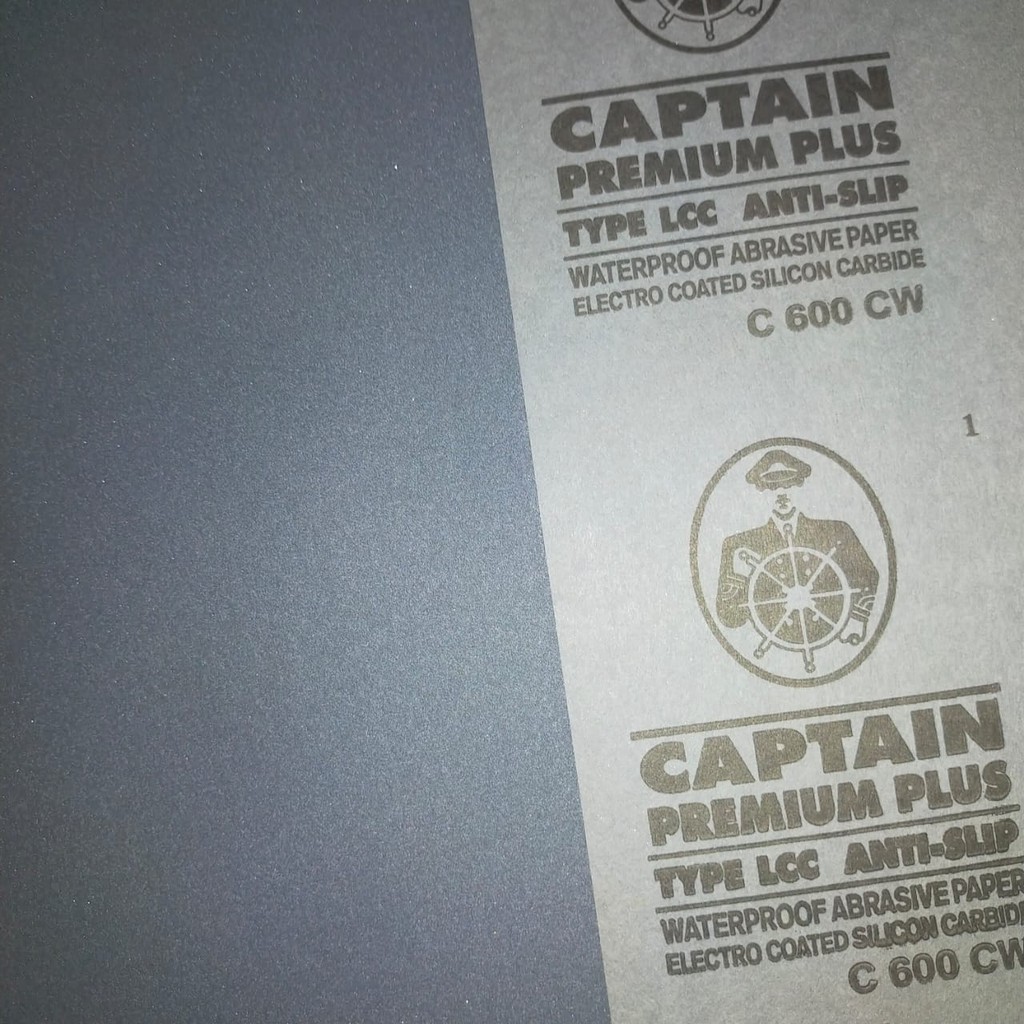 CAPTAIN
PREMIUM PLUS
TYPE LCC ANTI-SLIP
WATERPROOF ABRASIVE PAPER
ELECTRO COATED SILICON CARBIDE
C 600 CW
1
CAPTAIN
PREMIUM PLUS
TYPE LCC ANTI-SLIP
WATERPROOF ABRASIVE PAPER
ELECTRO COATED SILICON CARBIDE
C 600 CW